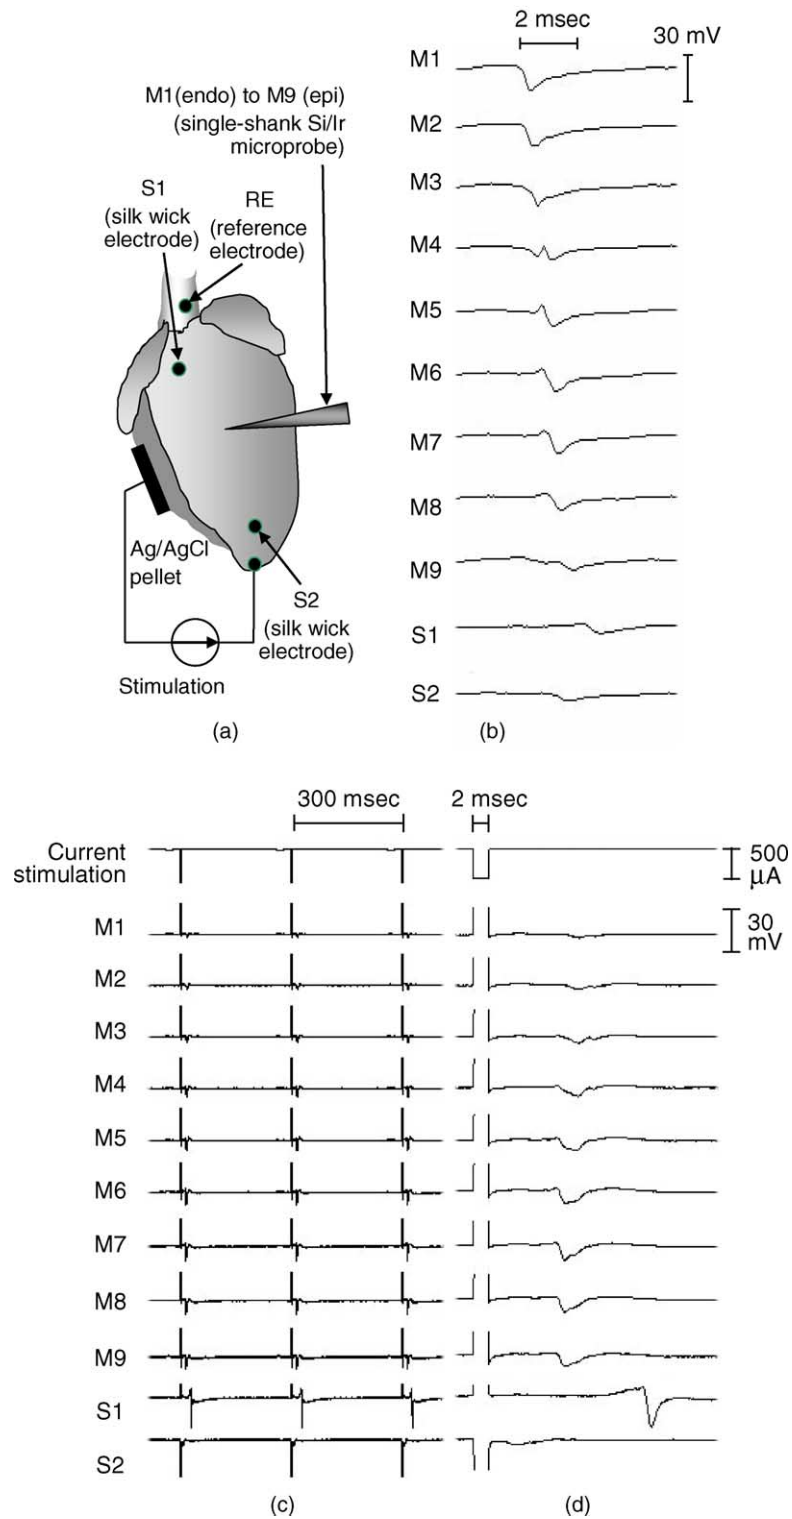 2 msec
30 mV
M1(endo) to M9 (epi)
(single-shank Si/Ir
microprobe)
S1
(silk wick
electrode)
RE
(reference
electrode)
Ag/AgCl
pellet
S2
(silk wick
electrode)
Stimulation
(a)
M1
M2
M3
M4
M5
M6
M7
M8
M9
S1
S2
(b)
300 msec
2 msec
Current
stimulation
500
μA
M1
30
mV
M2
M3
M4
M5
M6
M7
M8
M9
S1
S2
(c)
(d)